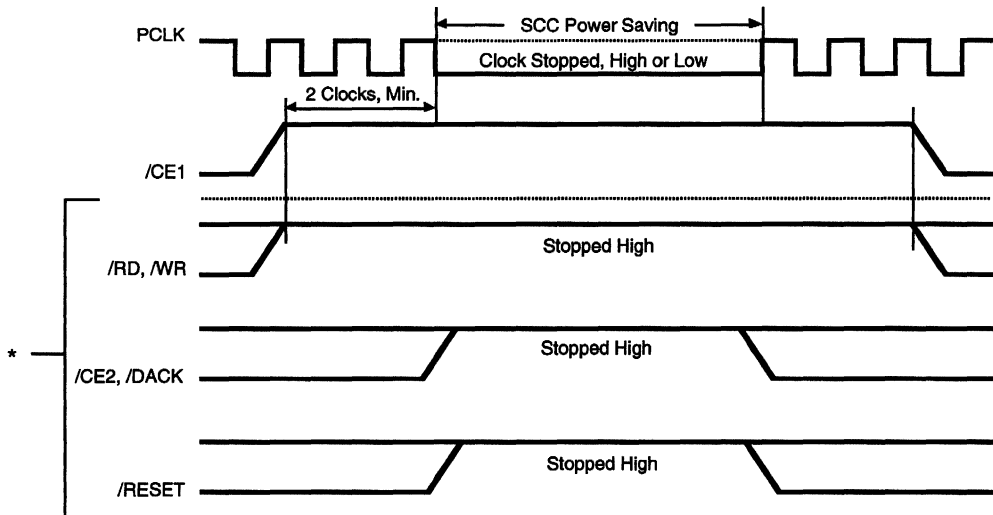 SCC Power Saving
PCLK
Clock Stopped, High or Low
2 Clocks, Min.
/CE1
Stopped High
/RD, /WR
*
Stopped High
/CE2, /DACK
Stopped High
/RESET